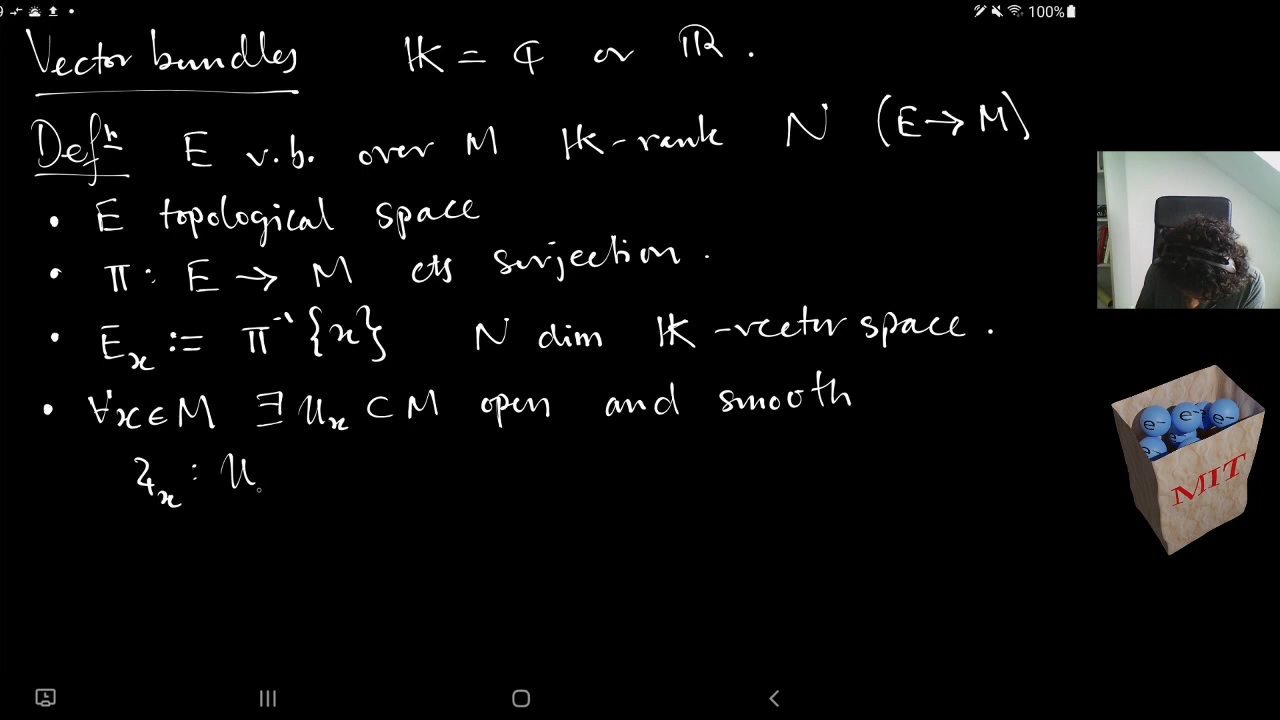 Vector bundles 𝕂 = ℂ or ℝ.
Defⁿ E v.b. over M 𝕂-rank N (E → M)
• E topological space
• π : E → M cts surjection.
• Eₓ := π⁻¹{x} N dim 𝕂-vector space.
• ∀x∈M ∃ 𝒰ₓ ⊂ M open and smooth
ξₓ : 𝒰
100%
e⁻ e⁻ e⁻
e⁻
MIT